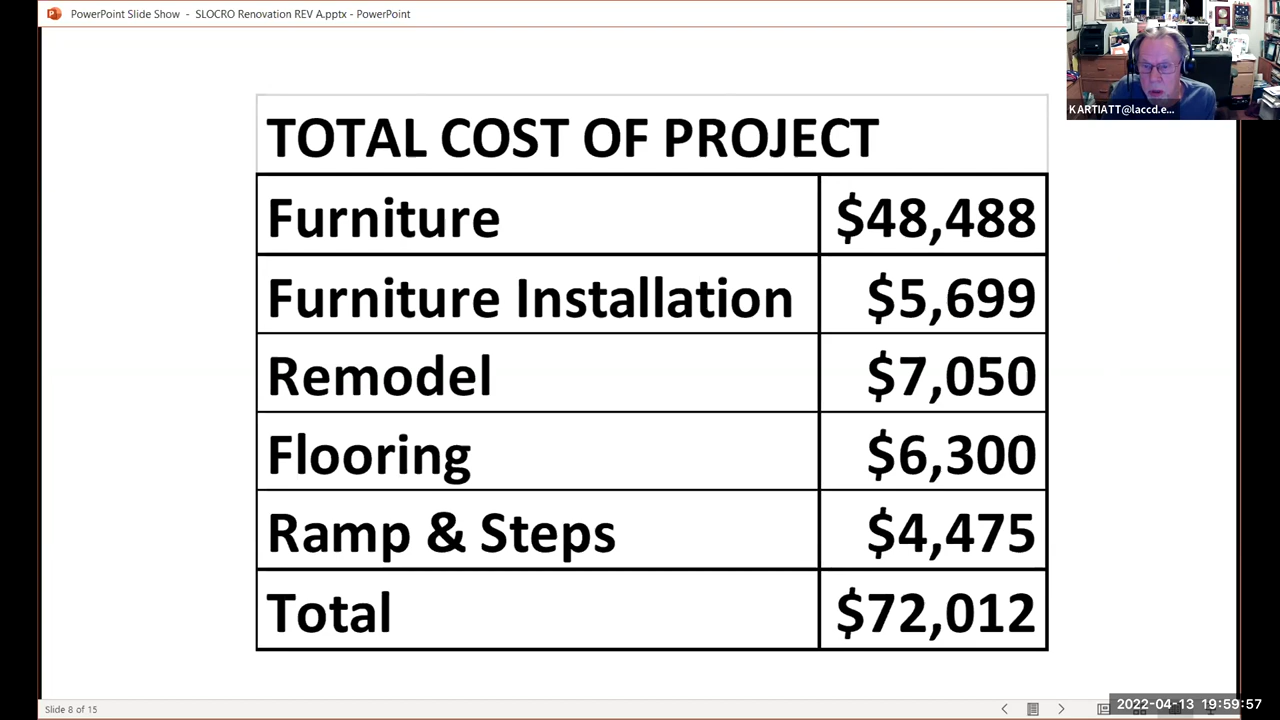 PowerPoint Slide Show - SLOCRO Renovation REV A.pptx - PowerPoint
KARTIATT@laccd.e...
TOTAL COST OF PROJECT
Furniture $48,488
Furniture Installation $5,699
Remodel $7,050
Flooring $6,300
Ramp & Steps $4,475
Total $72,012
Slide 8 of 15
2022-04-13 19:59:57